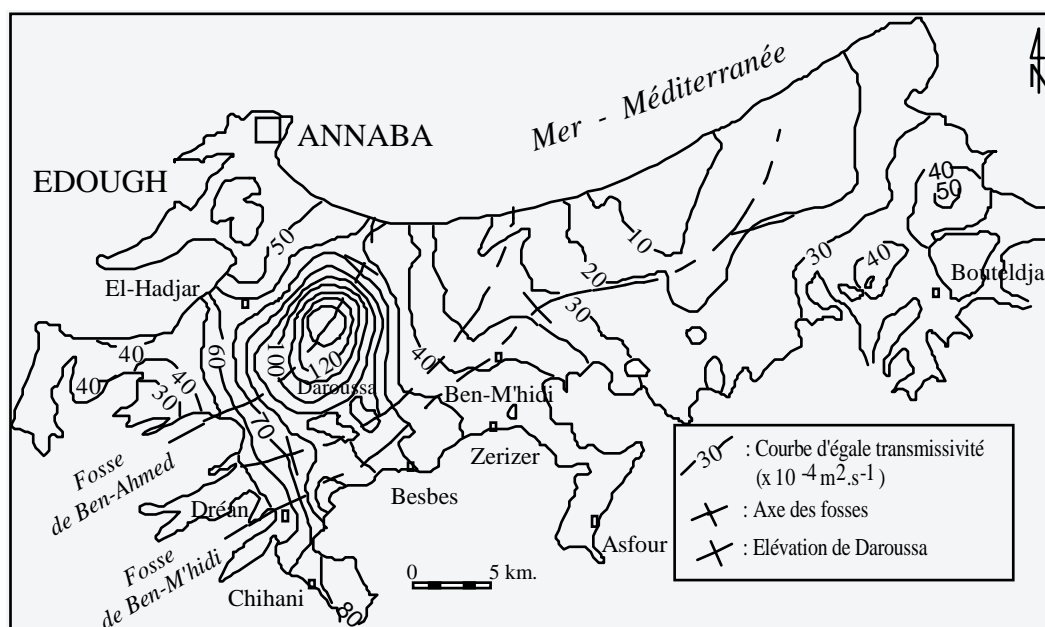 Mer - Méditerranée
N
ANNABA
EDOUGH
40
50
50
10
30
40
Bouteldja
El-Hadjar
20
30
60
100
120
40
40
40
40
30
Daroussa
Ben-M'hidi
70
Zerizer
Fosse
de Ben-Ahmed
Besbes
Dréan
Asfour
Fosse
de Ben-M'hidi
Chihani
80
0 5 km.
30 : Courbe d'égale transmissivité
(x 10 -4 m2.s-1 )
: Axe des fosses
: Elévation de Daroussa